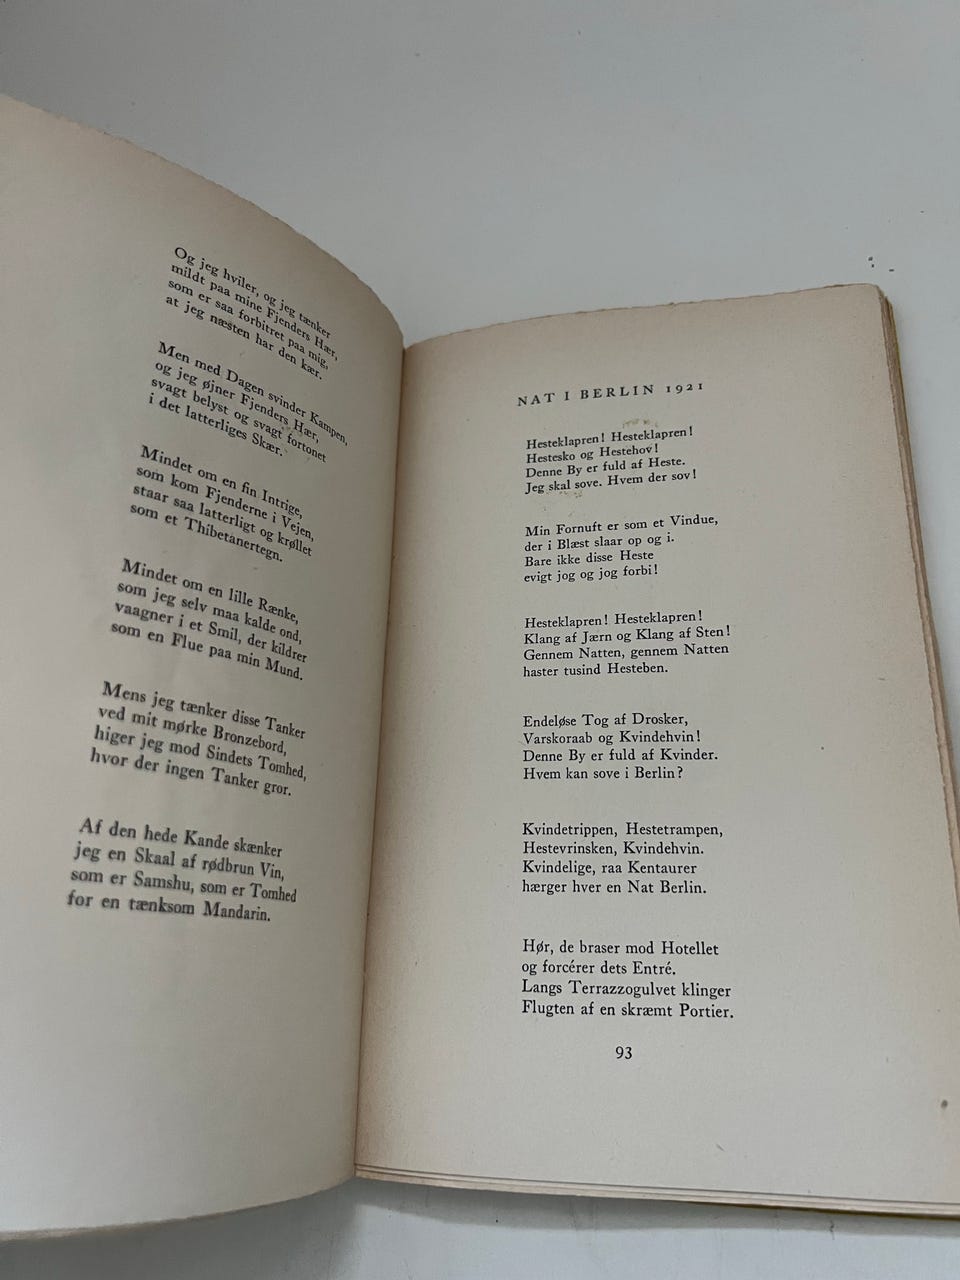 Og jeg hviler, og jeg tænker
mildt paa mine Fjenders Hær,
som er saa forbitret paa mig,
at jeg næsten har den kær.
Men med Dagen svinder Kampen,
og jeg øjner Fjenders Hær,
svagt belyst og svagt fortonet
i det latterliges Skær.
Mindet om en fin Intrige,
som kom Fjenderne i Vejen,
staar saa latterligt og krøllet
som et Thibetanertegn.
Mindet om en lille Rænke,
som jeg selv maa kalde ond,
vaagner i et Smil, der kildrer
som en Flue paa min Mund.
Mens jeg tænker disse Tanker
ved mit mørke Bronzebord,
higer jeg mod Sindets Tomhed,
hvor der ingen Tanker gror.
Af den hede Kande skænker
jeg en Skaal af rødbrun Vin,
som er Samshu, som er Tomhed
for en tænksom Mandarin.
NAT I BERLIN 1921
Hesteklapren! Hesteklapren!
Hestesko og Hestehov!
Denne By er fuld af Heste.
Jeg skal sove. Hvem der sov!
Min Fornuft er som et Vindue,
der i Blæst slaar op og i.
Bare ikke disse Heste
evigt jog og jog forbi!
Hesteklapren! Hesteklapren!
Klang af Jærn og Klang af Sten!
Gennem Natten, gennem Natten
haster tusind Hesteben.
Endeløse Tog af Drosker,
Varskoraab og Kvindehvin!
Denne By er fuld af Kvinder.
Hvem kan sove i Berlin?
Kvindetrippen, Hestetrampen,
Hestevrinsken, Kvindehvin.
Kvindelige, raa Kentaurer
hærger hver en Nat Berlin.
Hør, de braser mod Hotellet
og forcérer dets Entré.
Langs Terrazzogulvet klinger
Flugten af en skræmt Portier.
93